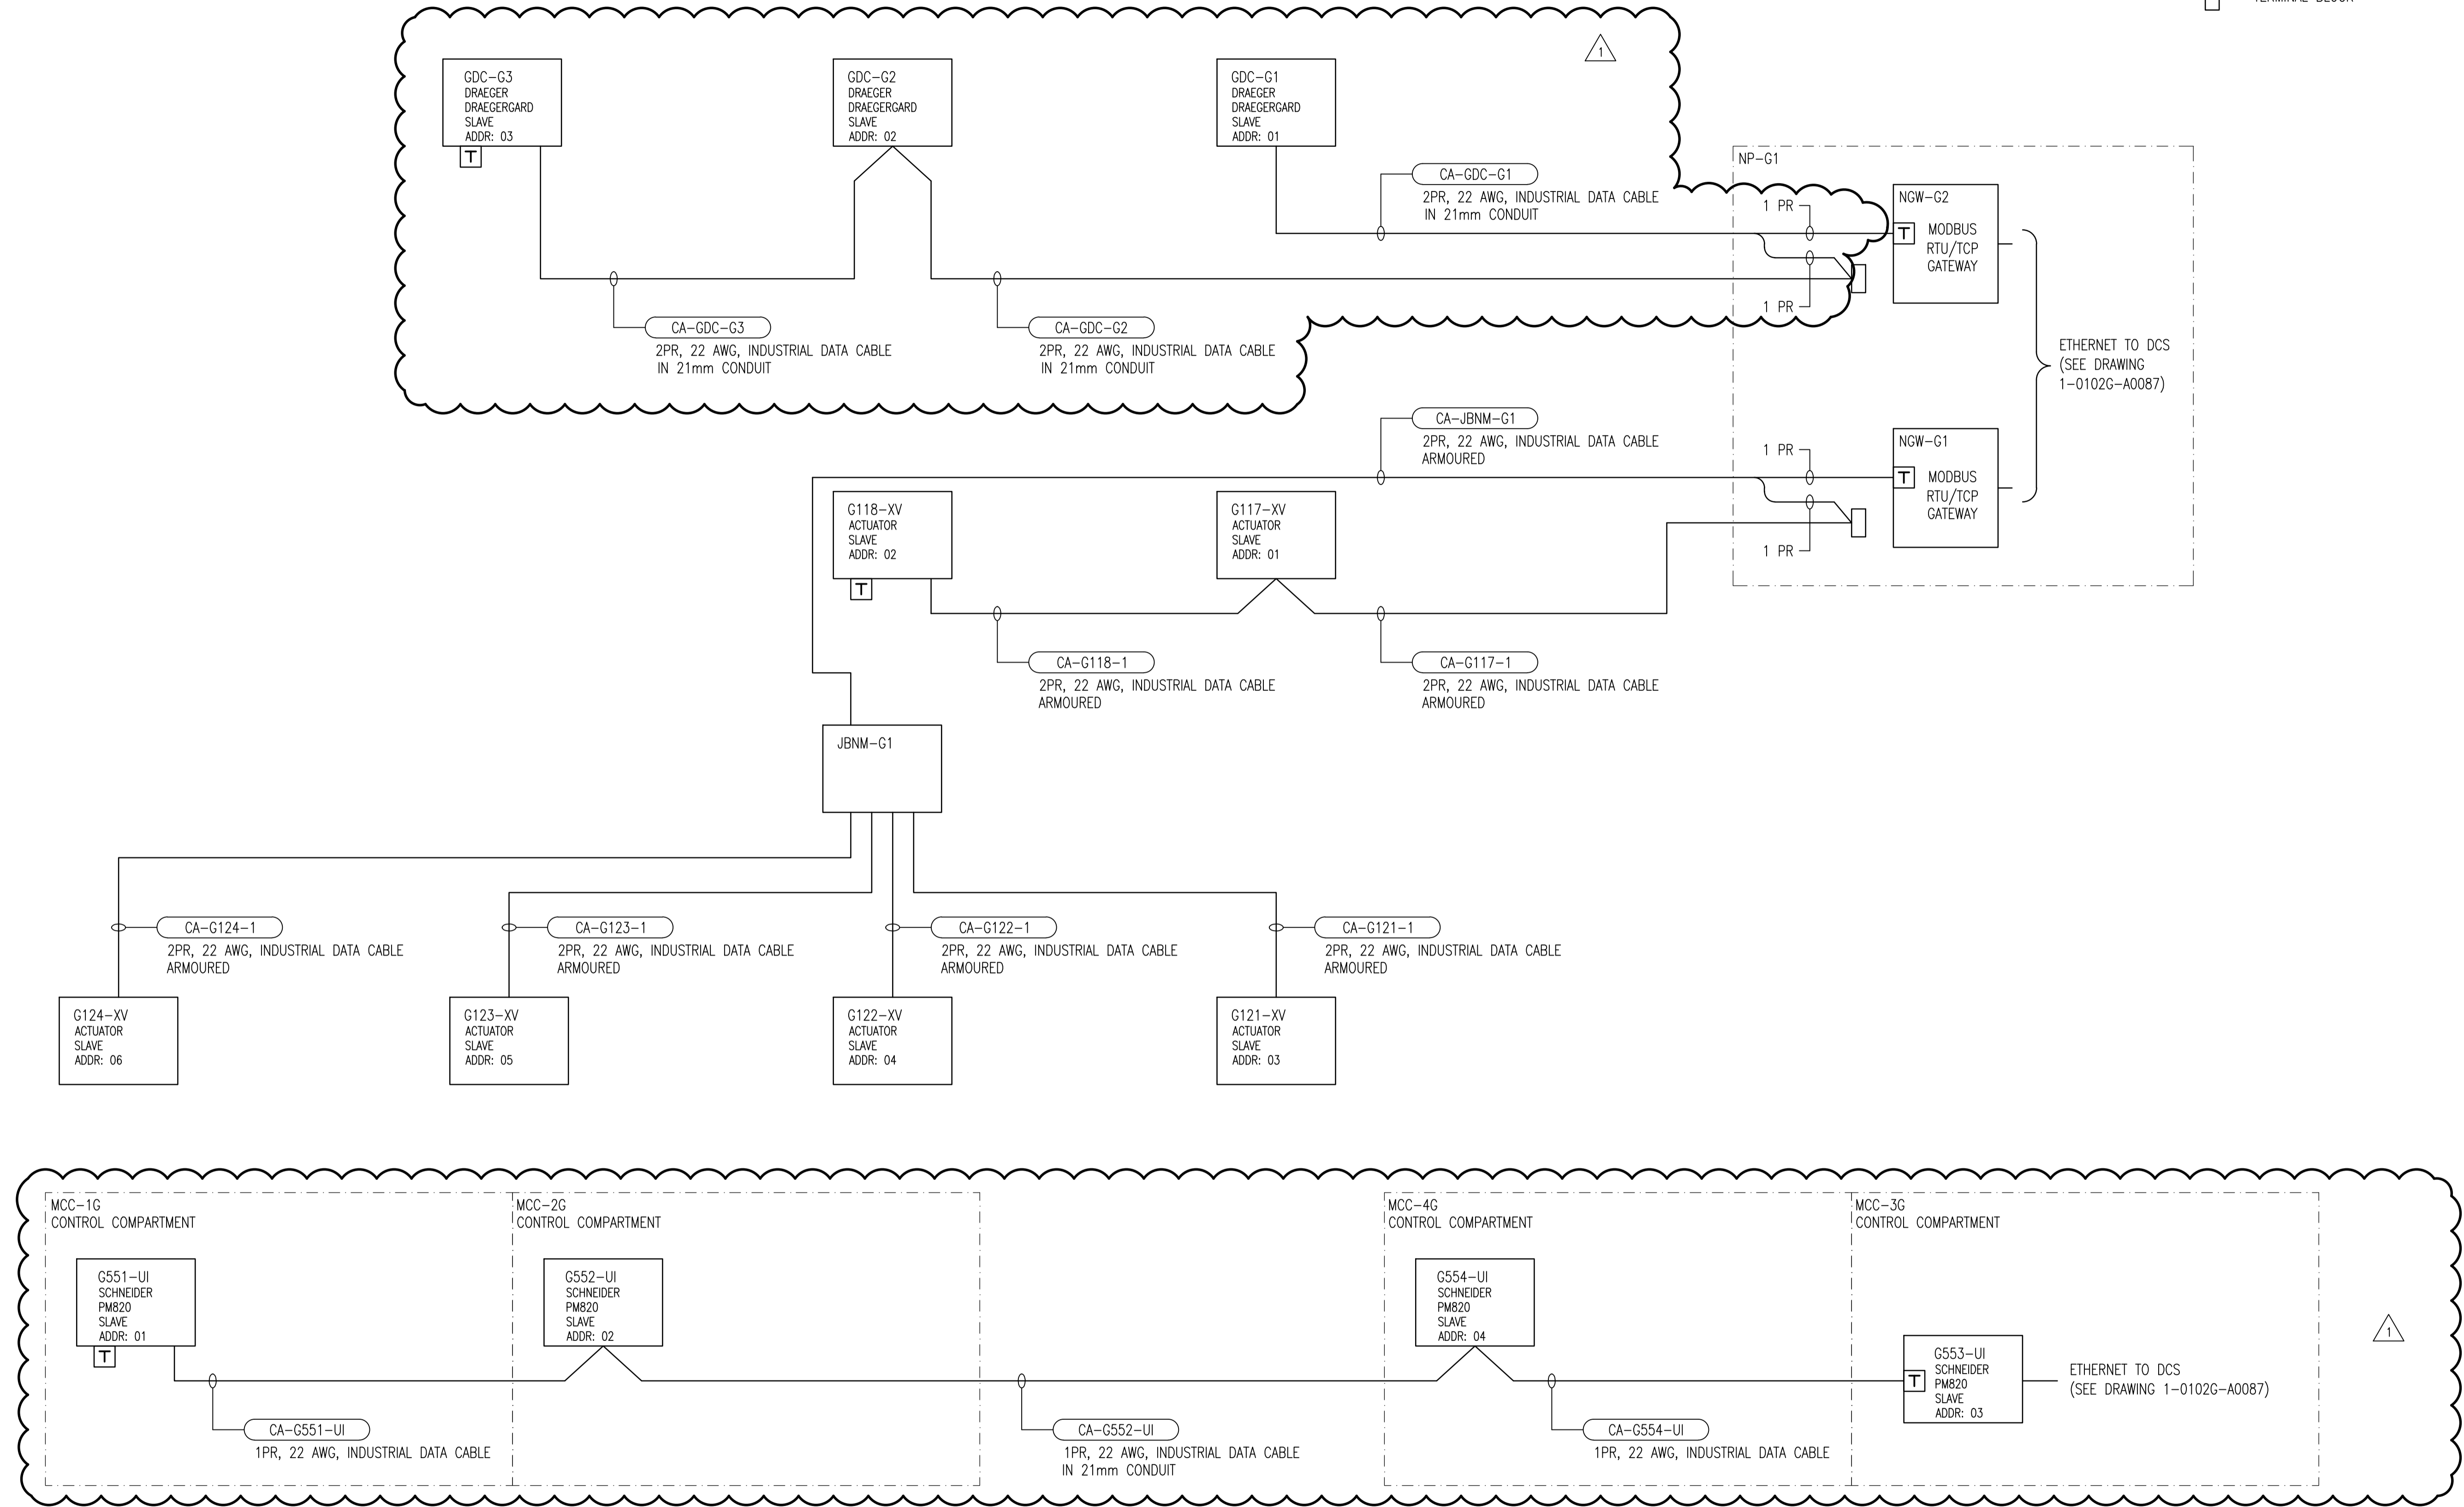 GDC-G3
DRAEGER
DRAEGERGARD
SLAVE
ADDR: 03
T
GDC-G2
DRAEGER
DRAEGERGARD
SLAVE
ADDR: 02
GDC-G1
DRAEGER
DRAEGERGARD
SLAVE
ADDR: 01
1
CA-GDC-G1
2PR, 22 AWG, INDUSTRIAL DATA CABLE
IN 21mm CONDUIT
CA-GDC-G3
2PR, 22 AWG, INDUSTRIAL DATA CABLE
IN 21mm CONDUIT
CA-GDC-G2
2PR, 22 AWG, INDUSTRIAL DATA CABLE
IN 21mm CONDUIT
NP-G1
1 PR
1 PR
NGW-G2
T
MODBUS
RTU/TCP
GATEWAY
ETHERNET TO DCS
(SEE DRAWING
1-0102G-A0087)
CA-JBNM-G1
2PR, 22 AWG, INDUSTRIAL DATA CABLE
ARMOURED
1 PR
1 PR
NGW-G1
T
MODBUS
RTU/TCP
GATEWAY
G118-XV
ACTUATOR
SLAVE
ADDR: 02
T
G117-XV
ACTUATOR
SLAVE
ADDR: 01
CA-G118-1
2PR, 22 AWG, INDUSTRIAL DATA CABLE
ARMOURED
CA-G117-1
2PR, 22 AWG, INDUSTRIAL DATA CABLE
ARMOURED
JBNM-G1
CA-G124-1
2PR, 22 AWG, INDUSTRIAL DATA CABLE
ARMOURED
CA-G123-1
2PR, 22 AWG, INDUSTRIAL DATA CABLE
ARMOURED
CA-G122-1
2PR, 22 AWG, INDUSTRIAL DATA CABLE
ARMOURED
CA-G121-1
2PR, 22 AWG, INDUSTRIAL DATA CABLE
ARMOURED
G124-XV
ACTUATOR
SLAVE
ADDR: 06
G123-XV
ACTUATOR
SLAVE
ADDR: 05
G122-XV
ACTUATOR
SLAVE
ADDR: 04
G121-XV
ACTUATOR
SLAVE
ADDR: 03
MCC-1G
CONTROL COMPARTMENT
G551-UI
SCHNEIDER
PM820
SLAVE
ADDR: 01
T
CA-G551-UI
1PR, 22 AWG, INDUSTRIAL DATA CABLE
MCC-2G
CONTROL COMPARTMENT
G552-UI
SCHNEIDER
PM820
SLAVE
ADDR: 02
CA-G552-UI
1PR, 22 AWG, INDUSTRIAL DATA CABLE
IN 21mm CONDUIT
MCC-4G
CONTROL COMPARTMENT
G554-UI
SCHNEIDER
PM820
SLAVE
ADDR: 04
CA-G554-UI
1PR, 22 AWG, INDUSTRIAL DATA CABLE
MCC-3G
CONTROL COMPARTMENT
T
G553-UI
SCHNEIDER
PM820
SLAVE
ADDR: 03
ETHERNET TO DCS
(SEE DRAWING 1-0102G-A0087)
1